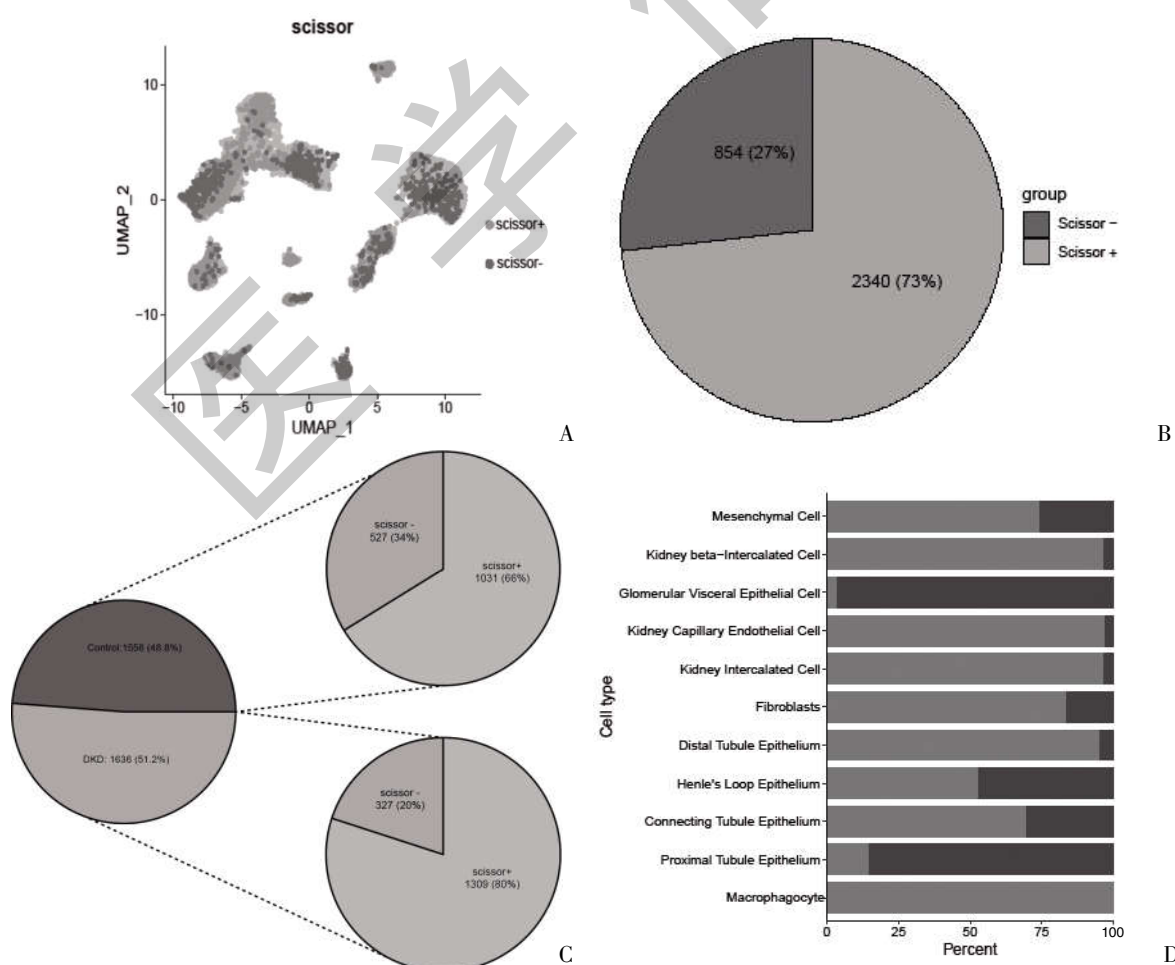 scissor
UMAP_2
10
0
−10
−10
−5
0
5
10
UMAP_1
scissor+
scissor-
A
854 (27%)
2340 (73%)
group
Scissor −
Scissor +
B
Control:1558 (48.8%)
DKD: 1636 (51.2%)
scissor -
527 (34%)
scissor+
1031 (66%)
scissor -
327 (20%)
scissor+
1309 (80%)
C
Cell type
Mesenchymal Cell
Kidney beta−Intercalated Cell
Glomerular Visceral Epithelial Cell
Kidney Capillary Endothelial Cell
Kidney Intercalated Cell
Fibroblasts
Distal Tubule Epithelium
Henle's Loop Epithelium
Connecting Tubule Epithelium
Proximal Tubule Epithelium
Macrophagocyte
0
25
50
75
100
Percent
D
医学